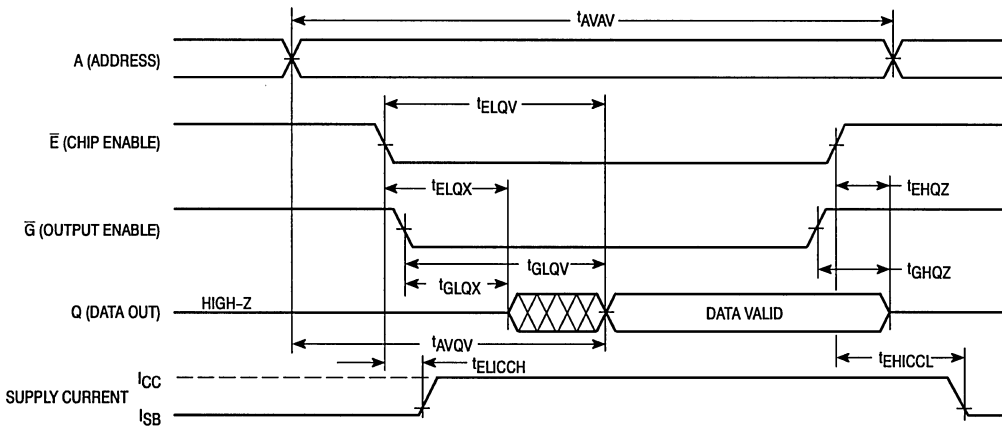 tAVAV
A (ADDRESS)
tELQV
E̅ (CHIP ENABLE)
tELQX
tEHQZ
G̅ (OUTPUT ENABLE)
tGLQV
tGHQZ
tGLQX
Q (DATA OUT)
HIGH–Z
DATA VALID
tAVQV
tELICCH
tEHICCL
ICC
SUPPLY CURRENT
ISB